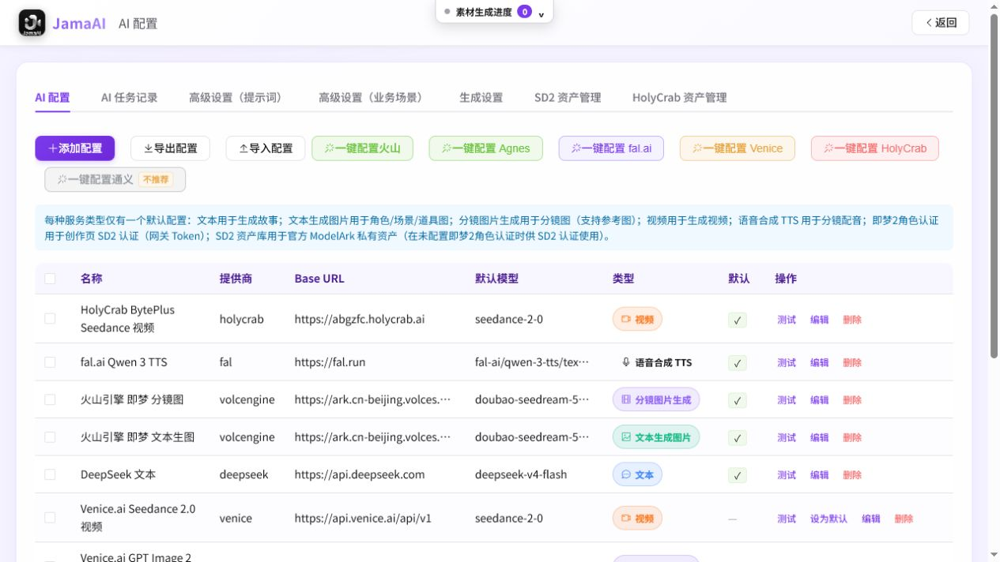 素材生成进度 0
JamaAI
JamaAI AI 配置
返回
AI 配置 AI 任务记录 高级设置（提示词） 高级设置（业务场景） 生成设置 SD2 资产管理 HolyCrab 资产管理
添加配置 导出配置 导入配置 一键配置火山 一键配置 Agnes 一键配置 fal.ai 一键配置 Venice 一键配置 HolyCrab
一键配置通义 不推荐
每种服务类型仅有一个默认配置：文本用于生成故事；文本生成图片用于角色/场景/道具图；分镜图片生成用于分镜图（支持参考图）；视频用于生成视频；语音合成 TTS 用于分镜配音；即梦2角色认证
用于创作页 SD2 认证（网关 Token）；SD2 资产库用于官方 ModelArk 私有资产（在未配置即梦2角色认证时供 SD2 认证使用）。
名称 提供商 Base URL 默认模型 类型 默认 操作
HolyCrab BytePlus
Seedance 视频 holycrab https://abgzfc.holycrab.ai seedance-2-0 视频 ✓ 测试 编辑 删除
fal.ai Qwen 3 TTS fal https://fal.run fal-ai/qwen-3-tts/tex… 语音合成 TTS ✓ 测试 编辑 删除
火山引擎 即梦 分镜图 volcengine https://ark.cn-beijing.volces.… doubao-seedream-5… 分镜图片生成 ✓ 测试 编辑 删除
火山引擎 即梦 文本生图 volcengine https://ark.cn-beijing.volces.… doubao-seedream-5… 文本生成图片 ✓ 测试 编辑 删除
DeepSeek 文本 deepseek https://api.deepseek.com deepseek-v4-flash 文本 ✓ 测试 编辑 删除
Venice.ai Seedance 2.0
视频 venice https://api.venice.ai/api/v1 seedance-2-0 视频 — 测试 设为默认 编辑 删除
Venice.ai GPT Image 2